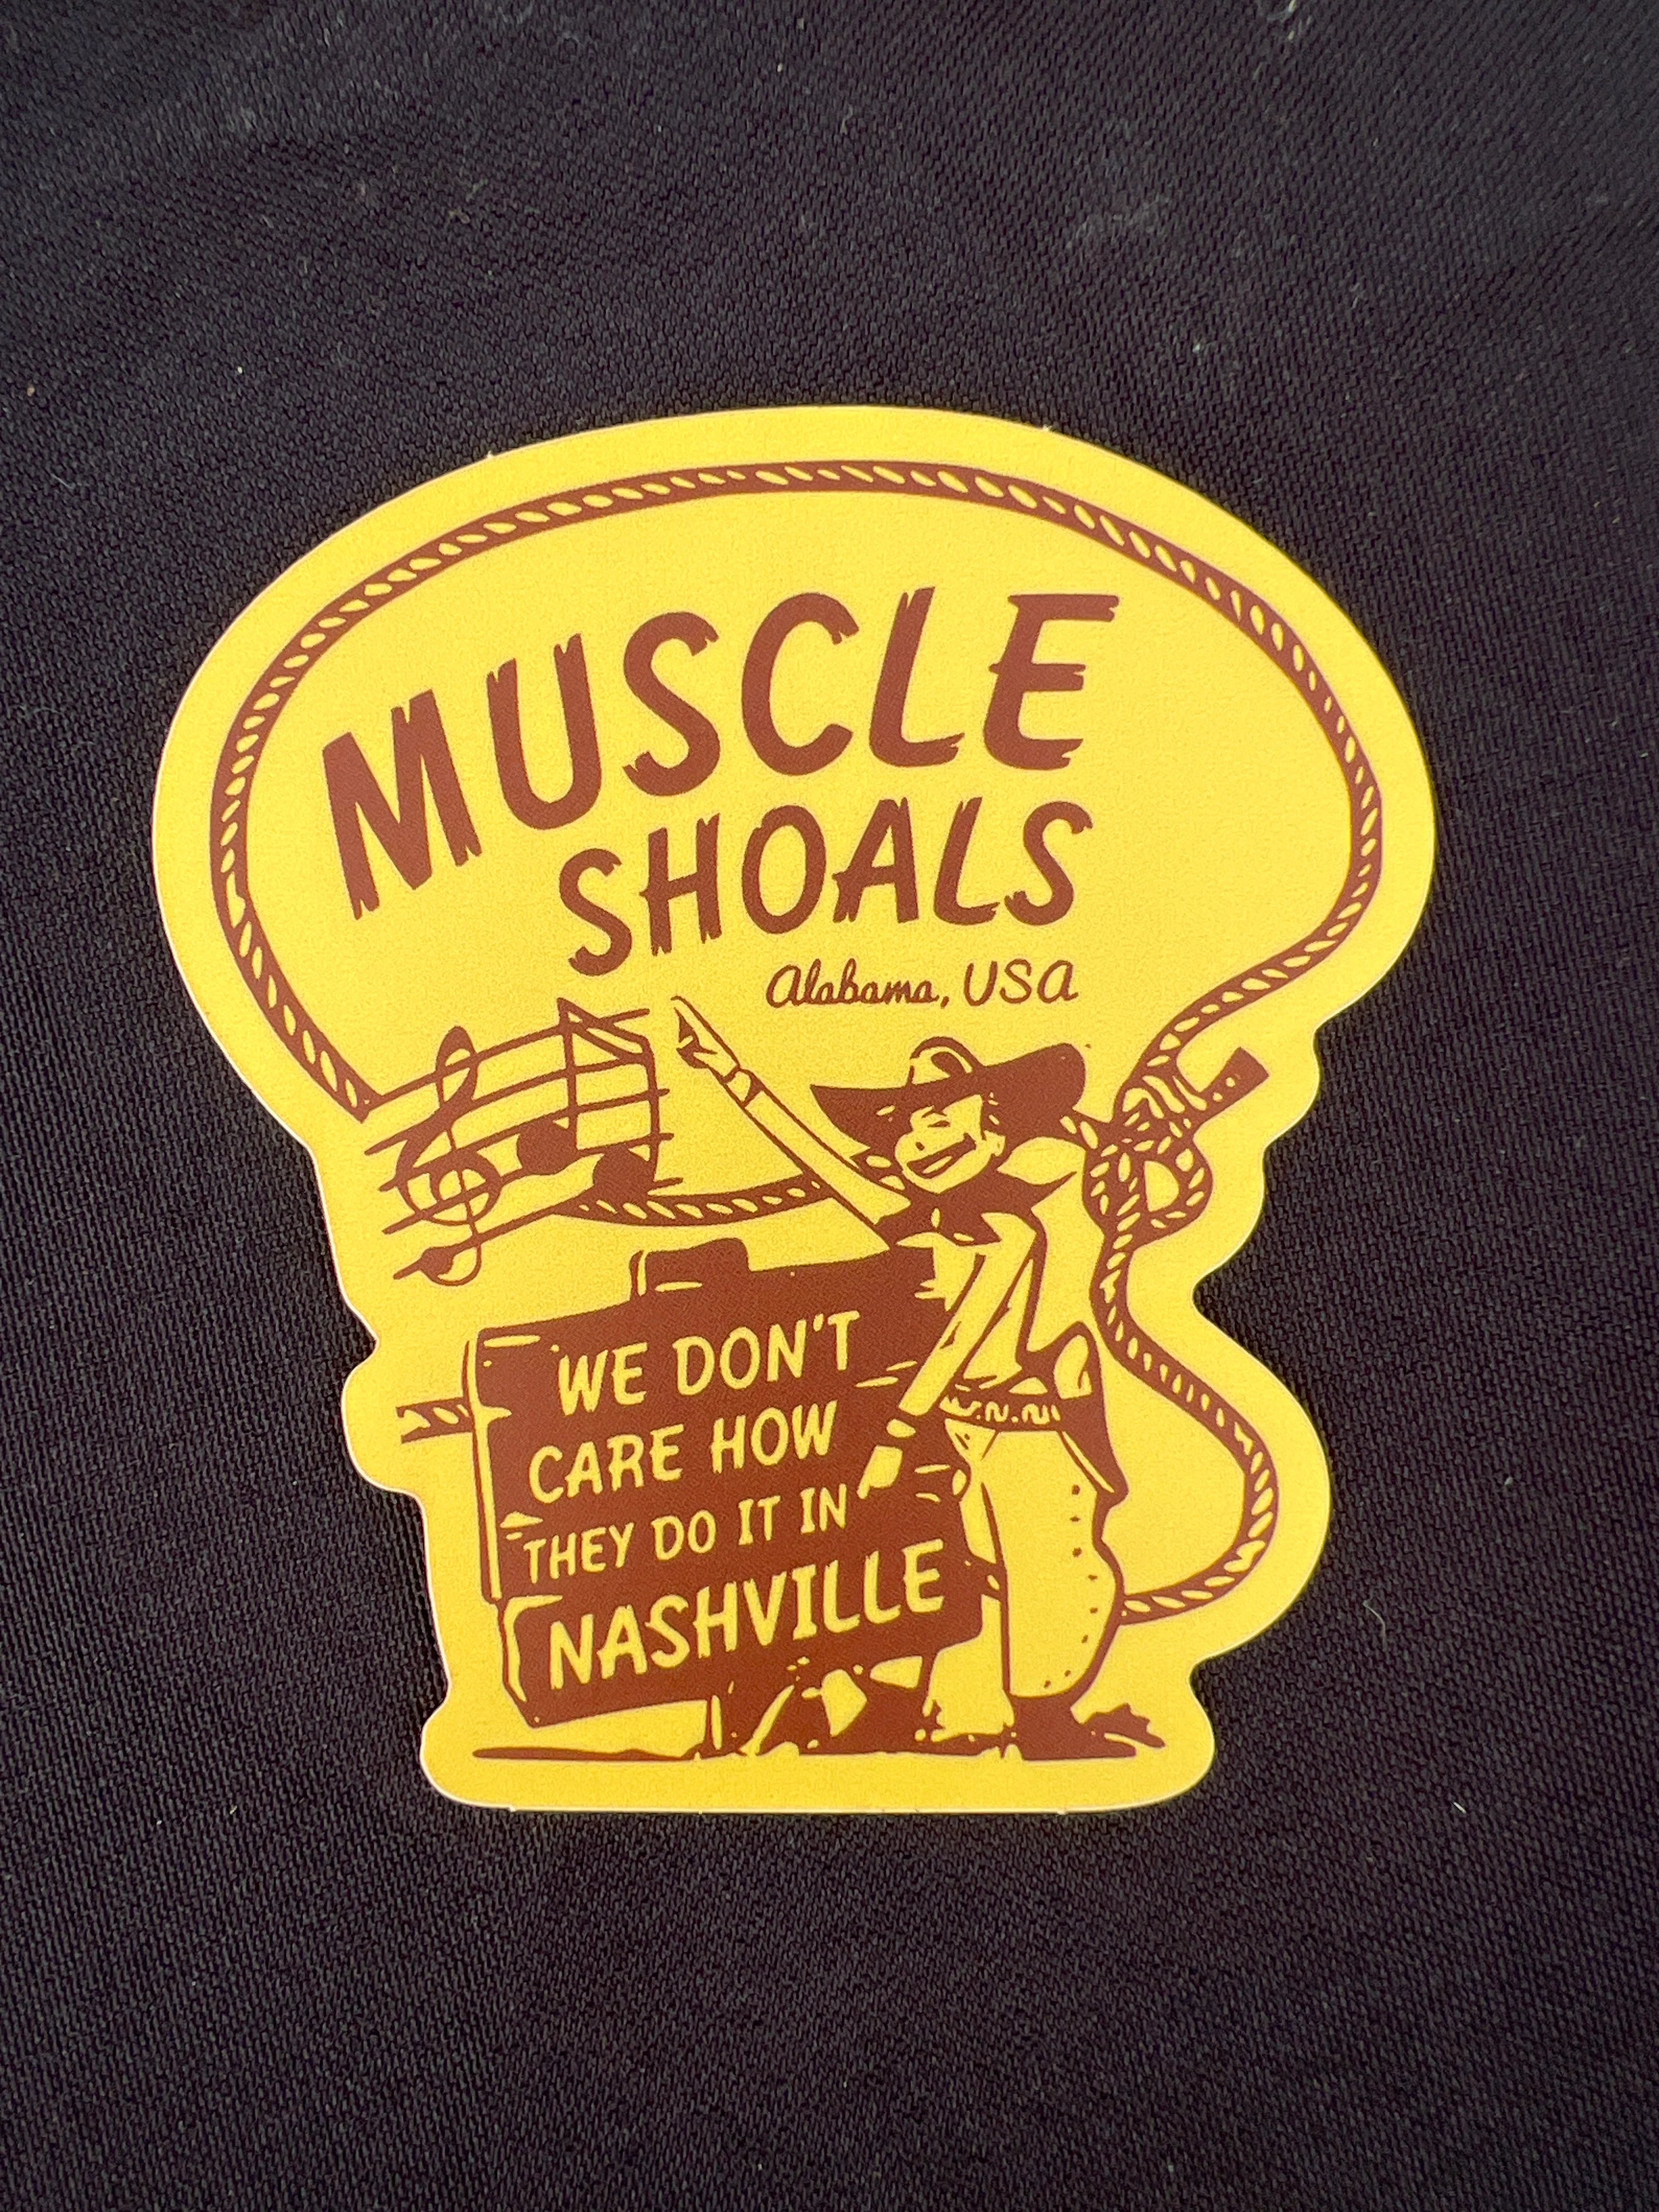 MUSCLE
SHOALS
Alabama, USA
WE DON'T
CARE HOW
THEY DO IT IN
NASHVILLE